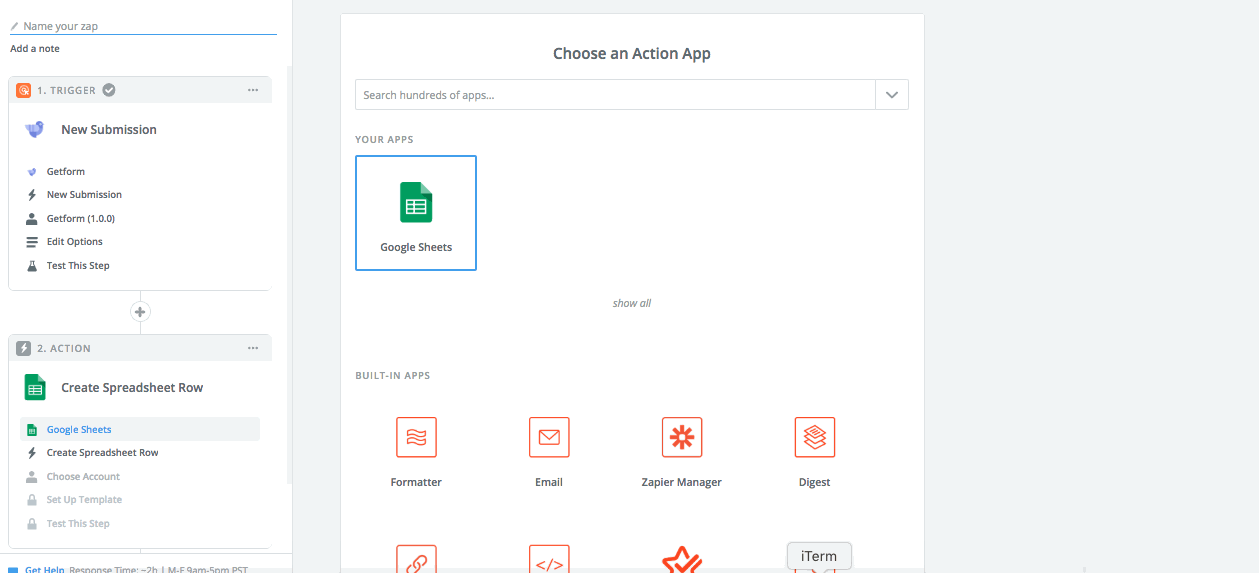 Name your zap
Add a note
1. TRIGGER
New Submission
Getform
New Submission
Getform (1.0.0)
Edit Options
Test This Step
2. ACTION
Create Spreadsheet Row
Google Sheets
Create Spreadsheet Row
Choose Account
Set Up Template
Test This Step
Get Help Response Time: ~2h | M-F 9am-5pm PST
Choose an Action App
Search hundreds of apps...
YOUR APPS
Google Sheets
show all
BUILT-IN APPS
Formatter
Email
Zapier Manager
Digest
</>
iTerm